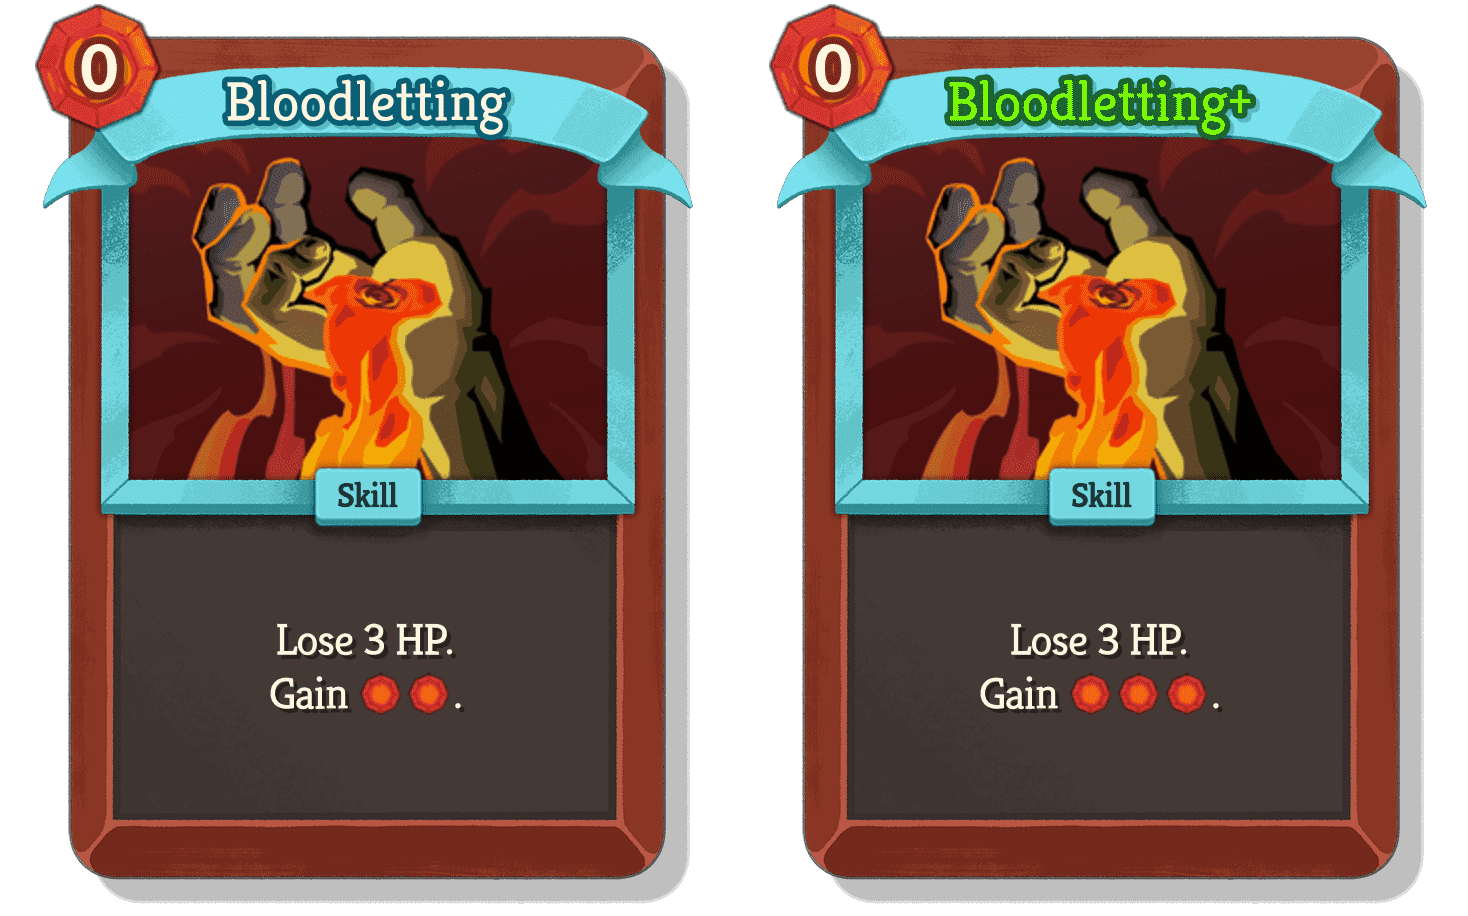 0
Bloodletting
Skill
Lose 3 HP.
Gain .
0
Bloodletting+
Skill
Lose 3 HP.
Gain .